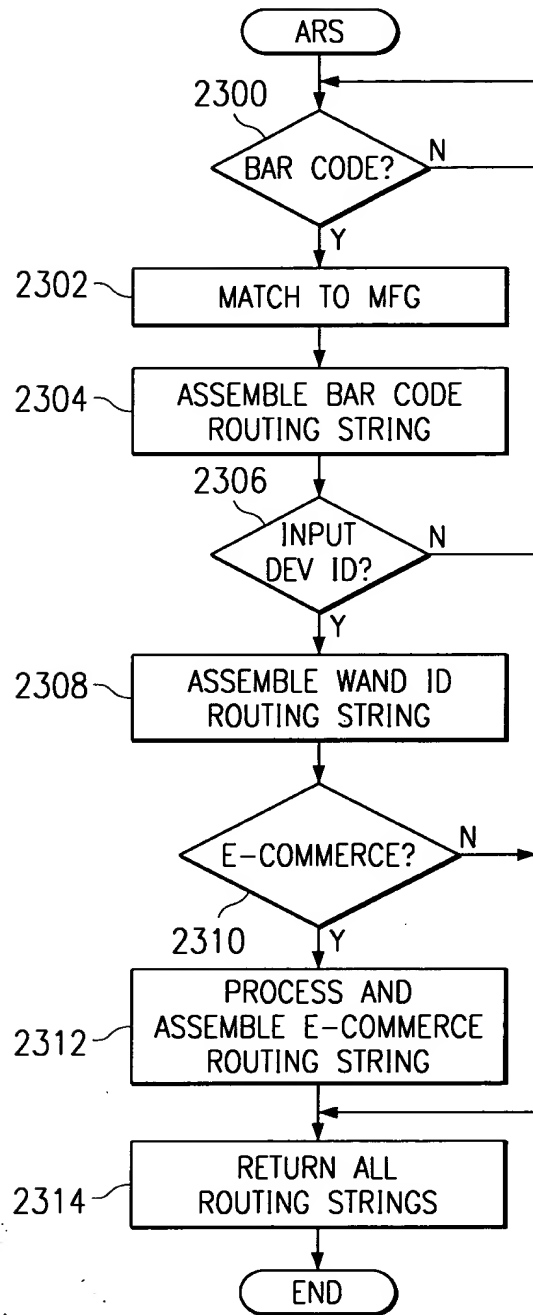 ARS
2300
BAR CODE?
N
Y
2302
MATCH TO MFG
2304
ASSEMBLE BAR CODE
ROUTING STRING
2306
INPUT
DEV ID?
N
Y
2308
ASSEMBLE WAND ID
ROUTING STRING
E-COMMERCE?
N
2310
Y
2312
PROCESS AND
ASSEMBLE E-COMMERCE
ROUTING STRING
2314
RETURN ALL
ROUTING STRINGS
END